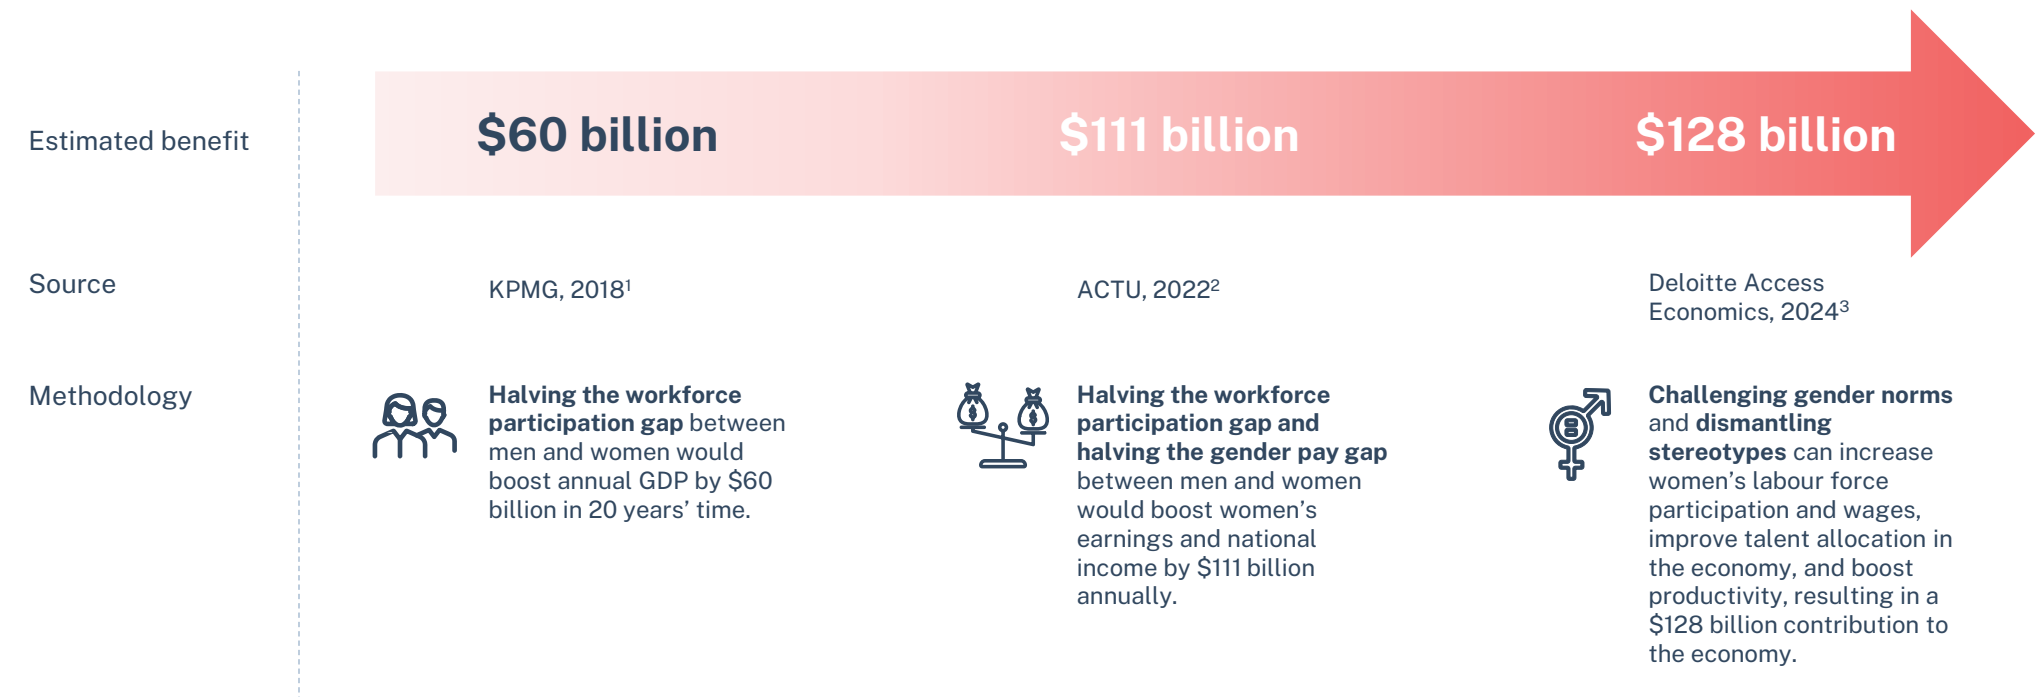 Estimated benefit
$60 billion
$111 billion
$128 billion
Source
KPMG, 2018¹
ACTU, 2022²
Deloitte Access
Economics, 2024³
Methodology
Halving the workforce
participation gap between
men and women would
boost annual GDP by $60
billion in 20 years’ time.
Halving the workforce
participation gap and
halving the gender pay gap
between men and women
would boost women’s
earnings and national
income by $111 billion
annually.
Challenging gender norms
and dismantling
stereotypes can increase
women’s labour force
participation and wages,
improve talent allocation in
the economy, and boost
productivity, resulting in a
$128 billion contribution to
the economy.